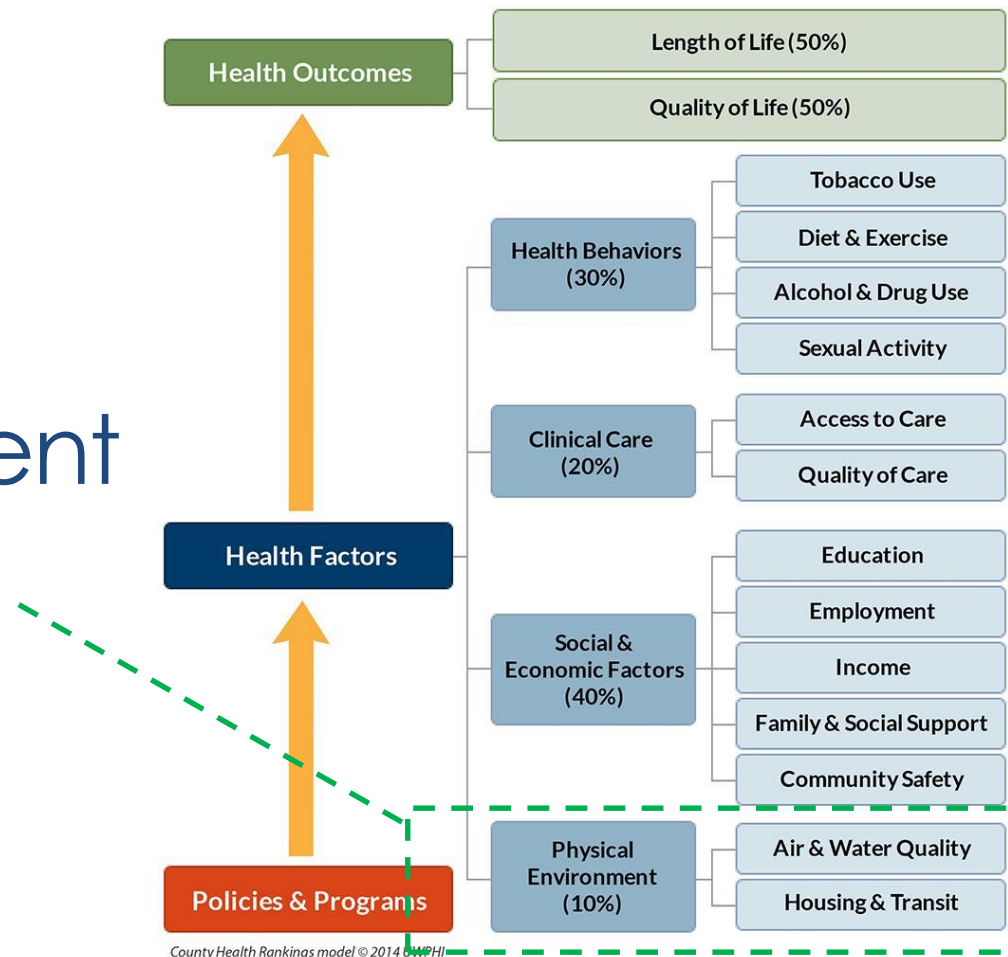 Health Outcomes
Length of Life (50%)
Quality of Life (50%)
Health Behaviors
(30%)
Tobacco Use
Diet & Exercise
Alcohol & Drug Use
Sexual Activity
ent
Clinical Care
(20%)
Access to Care
Quality of Care
Health Factors
Social &
Economic Factors
(40%)
Education
Employment
Income
Family & Social Support
Community Safety
Policies & Programs
Physical
Environment
(10%)
Air & Water Quality
Housing & Transit
County Health Rankings model © 2014 UWPHI